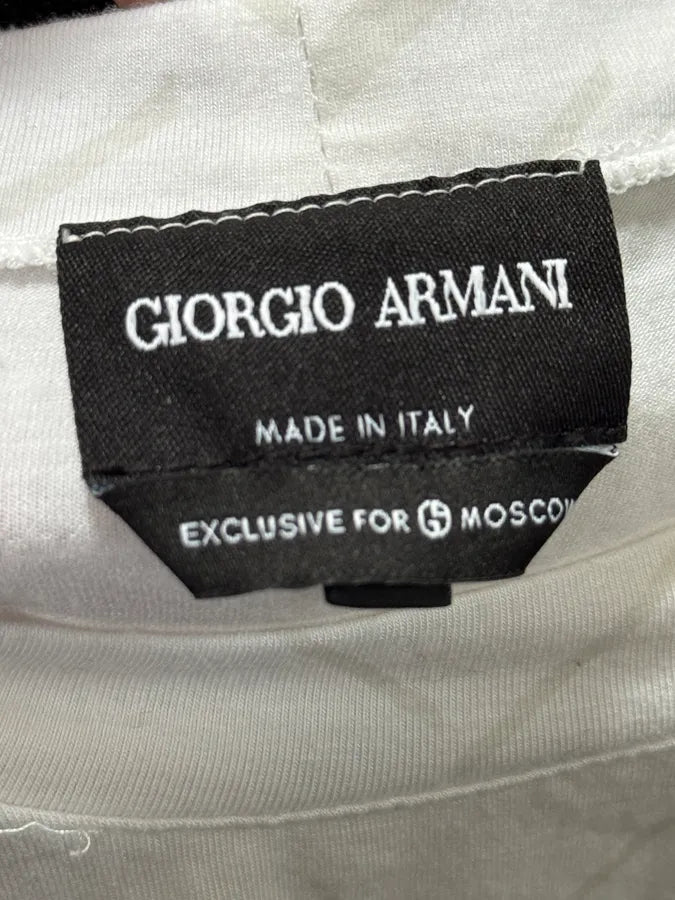 GIORGIO ARMANI
MADE IN ITALY
EXCLUSIVE FOR MOSCOW